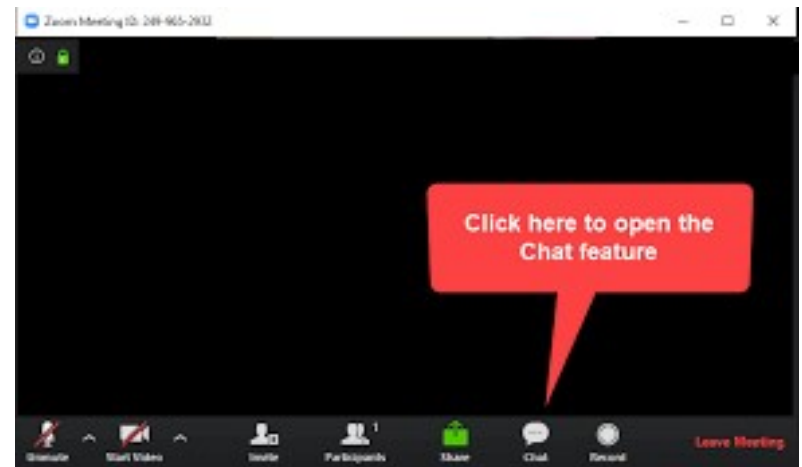 Zoom Meeting ID: 249-965-2932
Click here to open the
Chat feature
1
Unmute Start Video Invite Participants Share Chat Record Leave Meeting